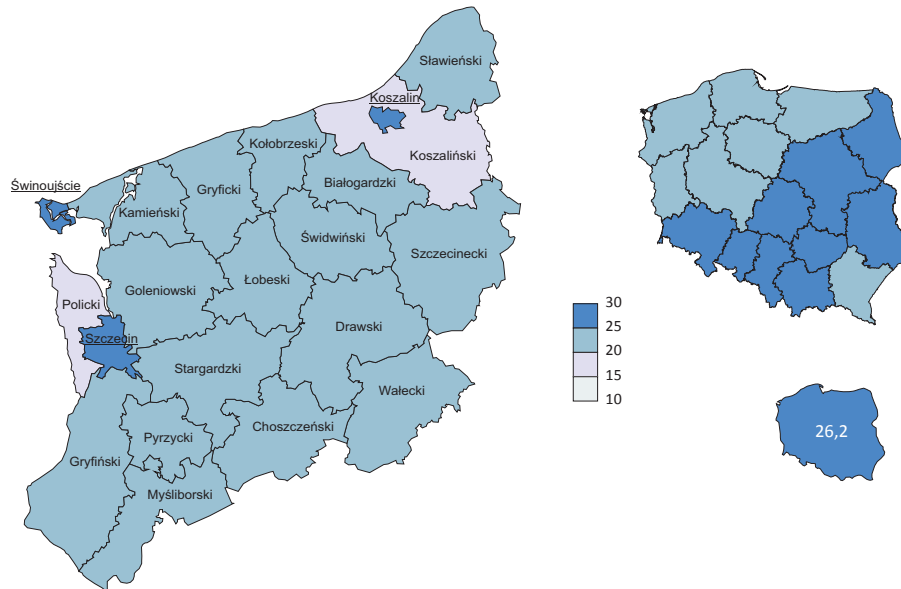 Sławieński
Koszalin
Kołobrzeski
Koszaliński
Białogardzki
Świnoujście
Gryficki
Kamieński
Świdwiński
Szczecinecki
Łobeski
Goleniowski
Policki
Drawski
Szczecin
Stargardzki
Wałecki
Choszczeński
Pyrzycki
Gryfiński
Myśliborski
30
25
20
15
10
26,2